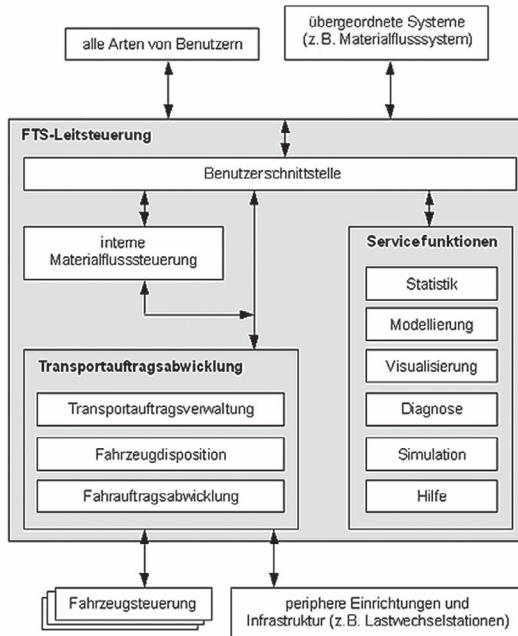 alle Arten von Benutzern
übergeordnete Systeme
(z. B. Materialflusssystem)
FTS-Leitsteuerung
Benutzerschnittstelle
interne
Materialflusssteuerung
Servicefunktionen
Statistik
Modellierung
Visualisierung
Diagnose
Simulation
Hilfe
Transportauftragsabwicklung
Transportauftragsverwaltung
Fahrzeugdisposition
Fahrauftragsabwicklung
Fahrzeugsteuerung
periphere Einrichtungen und
Infrastruktur (z. B. Lastwechselstationen)